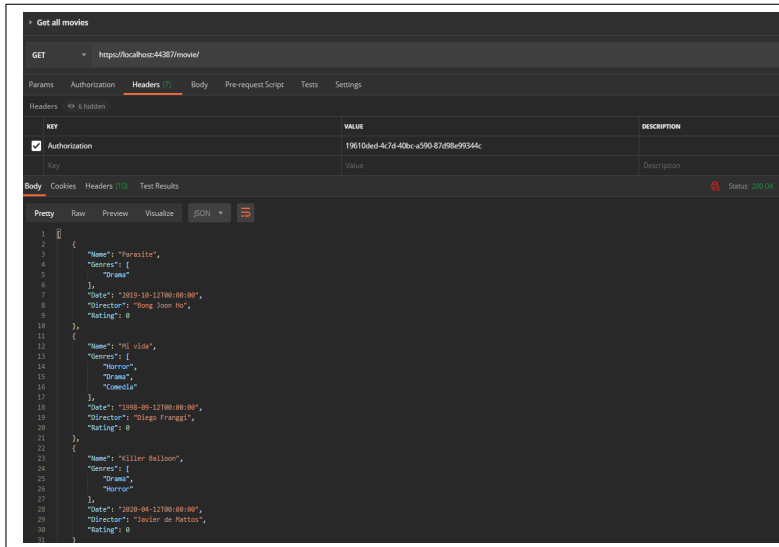 Get all movies
GET https://localhost:44387/movie/
Params Authorization Headers (7) Body Pre-request Script Tests Settings
Headers 6 hidden
KEY VALUE DESCRIPTION
Authorization 19610ded-4c7d-40bc-a590-87d98e99344c
Key Value Description
Body Cookies Headers (10) Test Results Status: 200 OK
Pretty Raw Preview Visualize JSON
1 [
2 {
3 "Name": "Parasite",
4 "Genres": [
5 "Drama"
6 ],
7 "Date": "2019-10-12T00:00:00",
8 "Director": "Bong Joon Ho",
9 "Rating": 0
10 },
11 {
12 "Name": "Mi vida",
13 "Genres": [
14 "Horror",
15 "Drama",
16 "Comedia"
17 ],
18 "Date": "1998-09-12T00:00:00",
19 "Director": "Diego Franggi",
20 "Rating": 0
21 },
22 {
23 "Name": "Killer Balloon",
24 "Genres": [
25 "Drama",
26 "Horror"
27 ],
28 "Date": "2020-04-12T00:00:00",
29 "Director": "Javier de Mattos",
30 "Rating": 0
31 }